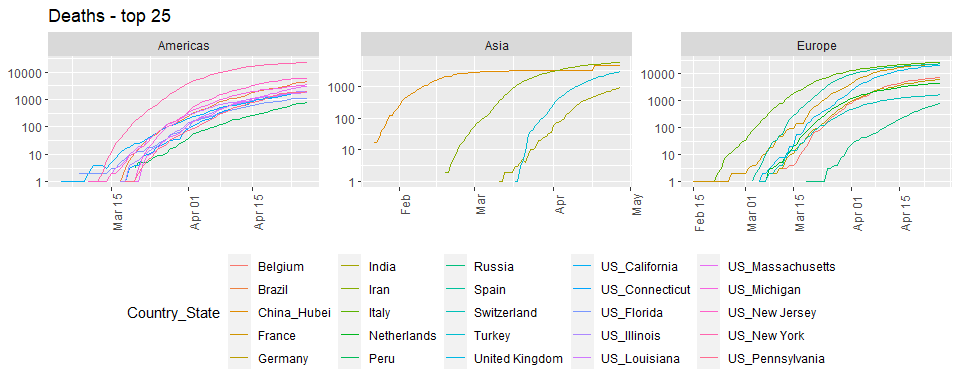 Deaths - top 25
Americas Asia Europe
10000
1000
100
10
1
Mar 15 Apr 01 Apr 15
1000
100
10
1
Feb Mar Apr May
10000
1000
100
10
1
Feb 15 Mar 01 Mar 15 Apr 01 Apr 15
Country_State
Belgium India Russia US_California US_Massachusetts
Brazil Iran Spain US_Connecticut US_Michigan
China_Hubei Italy Switzerland US_Florida US_New Jersey
France Netherlands Turkey US_Illinois US_New York
Germany Peru United Kingdom US_Louisiana US_Pennsylvania